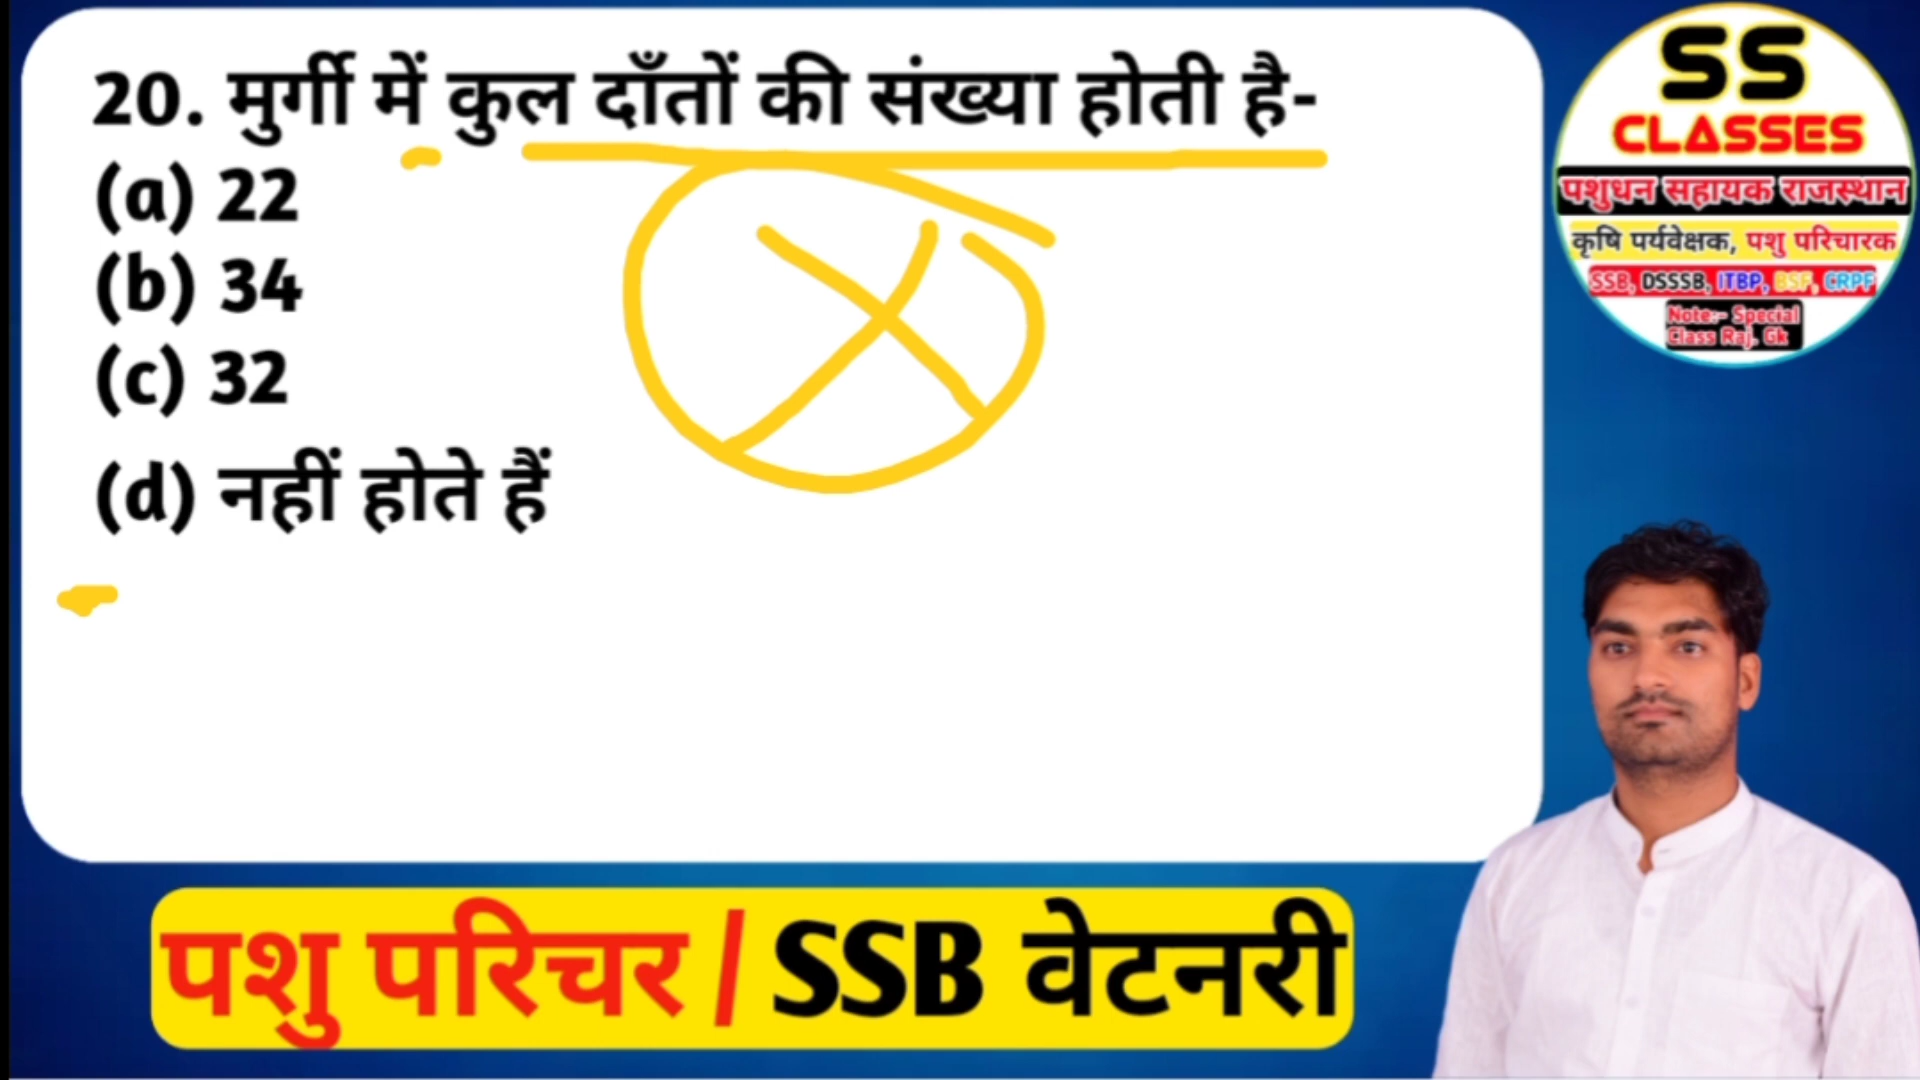 20. मुर्गी में कुल दाँतों की संख्या होती है-
(a) 22
(b) 34
(c) 32
(d) नहीं होते हैं
SS
CLASSES
पशुधन सहायक राजस्थान
कृषि पर्यवेक्षक, पशु परिचारक
SSB, DSSSB, ITBP, BSF, CRPF
Note:- Special
Class Raj. Gk
पशु परिचर / SSB वेटनरी